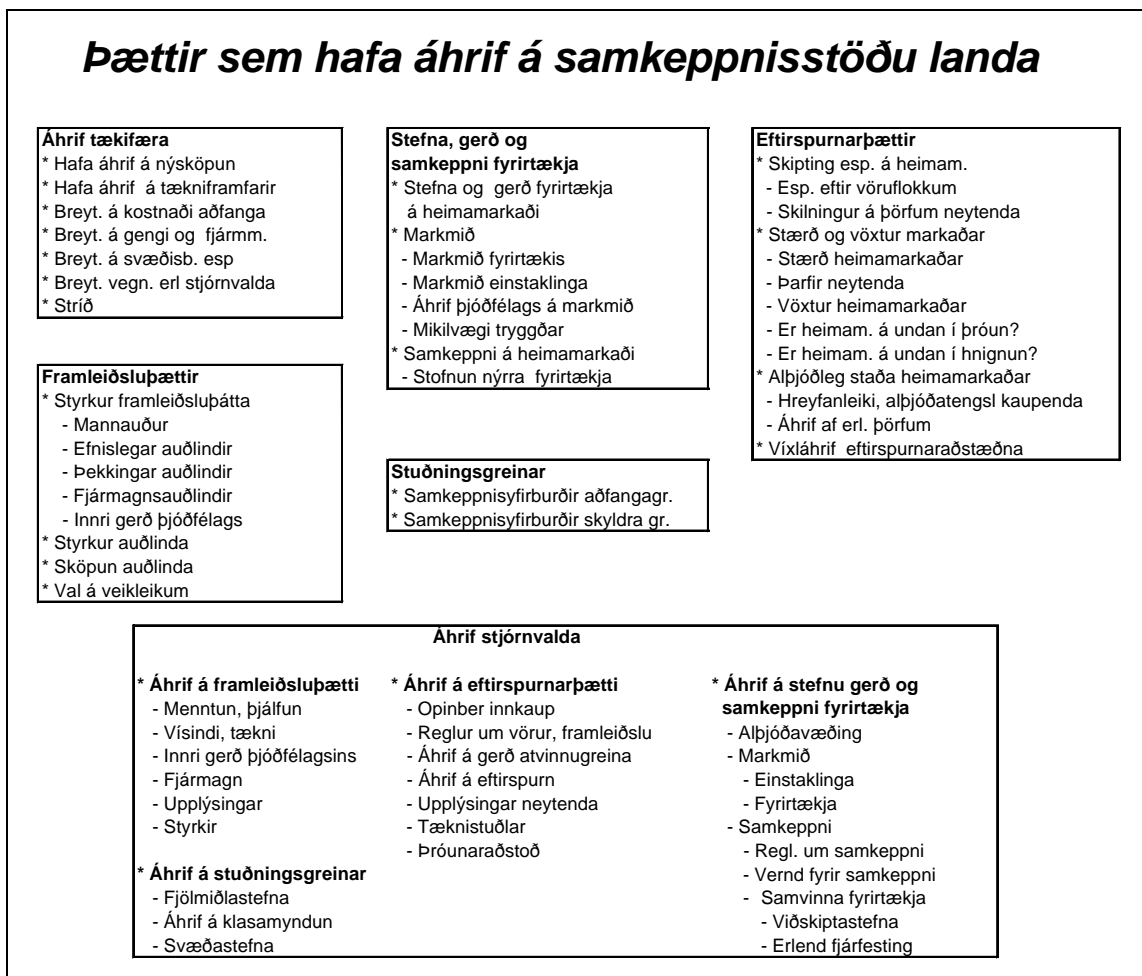 Þættir sem hafa áhrif á samkeppnisstöðu landa
Áhrif tækifæra
* Hafa áhrif á nýsköpun
* Hafa áhrif á tækniframfarir
* Breyt. á kostnaði aðfanga
* Breyt. á gengi og fjármm.
* Breyt. á svæðisb. esp
* Breyt. vegn. erl stjórnvalda
* Stríð
Framleiðsluþættir
* Styrkur framleiðsluþátta
- Mannauður
- Efnislegar auðlindir
- Þekkingar auðlindir
- Fjármagnsauðlindir
- Innri gerð þjóðfélags
* Styrkur auðlinda
* Sköpun auðlinda
* Val á veikleikum
Stefna, gerð og
samkeppni fyrirtækja
* Stefna og gerð fyrirtækja
á heimamarkaði
* Markmið
- Markmið fyrirtækis
- Markmið einstaklinga
- Áhrif þjóðfélags á markmið
- Mikilvægi tryggðar
* Samkeppni á heimamarkaði
- Stofnun nýrra fyrirtækja
Stuðningsgreinar
* Samkeppnisyfirburðir aðfangagr.
* Samkeppnisyfirburðir skyldra gr.
Eftirspurnarþættir
* Skipting esp. á heimam.
- Esp. eftir vöruflokkum
- Skilningur á þörfum neytenda
* Stærð og vöxtur markaðar
- Stærð heimamarkaðar
- Þarfir neytenda
- Vöxtur heimamarkaðar
- Er heimam. á undan í þróun?
- Er heimam. á undan í hnignun?
* Alþjóðleg staða heimamarkaðar
- Hreyfanleiki, alþjóðatengsl kaupenda
- Áhrif af erl. þörfum
* Víxláhrif eftirspurnaraðstæðna
Áhrif stjórnvalda
* Áhrif á framleiðsluþætti
- Menntun, þjálfun
- Vísindi, tækni
- Innri gerð þjóðfélagsins
- Fjármagn
- Upplýsingar
- Styrkir
* Áhrif á stuðningsgreinar
- Fjölmiðlastefna
- Áhrif á klasamyndun
- Svæðastefna
* Áhrif á eftirspurnarþætti
- Opinber innkaup
- Reglur um vörur, framleiðslu
- Áhrif á gerð atvinnugreina
- Áhrif á eftirspurn
- Upplýsingar neytenda
- Tæknistuðlar
- Þróunaraðstoð
* Áhrif á stefnu gerð og
samkeppni fyrirtækja
- Alþjóðavæðing
- Markmið
- Einstaklinga
- Fyrirtækja
- Samkeppni
- Regl. um samkeppni
- Vernd fyrir samkeppni
- Samvinna fyrirtækja
- Viðskiptastefna
- Erlend fjárfesting